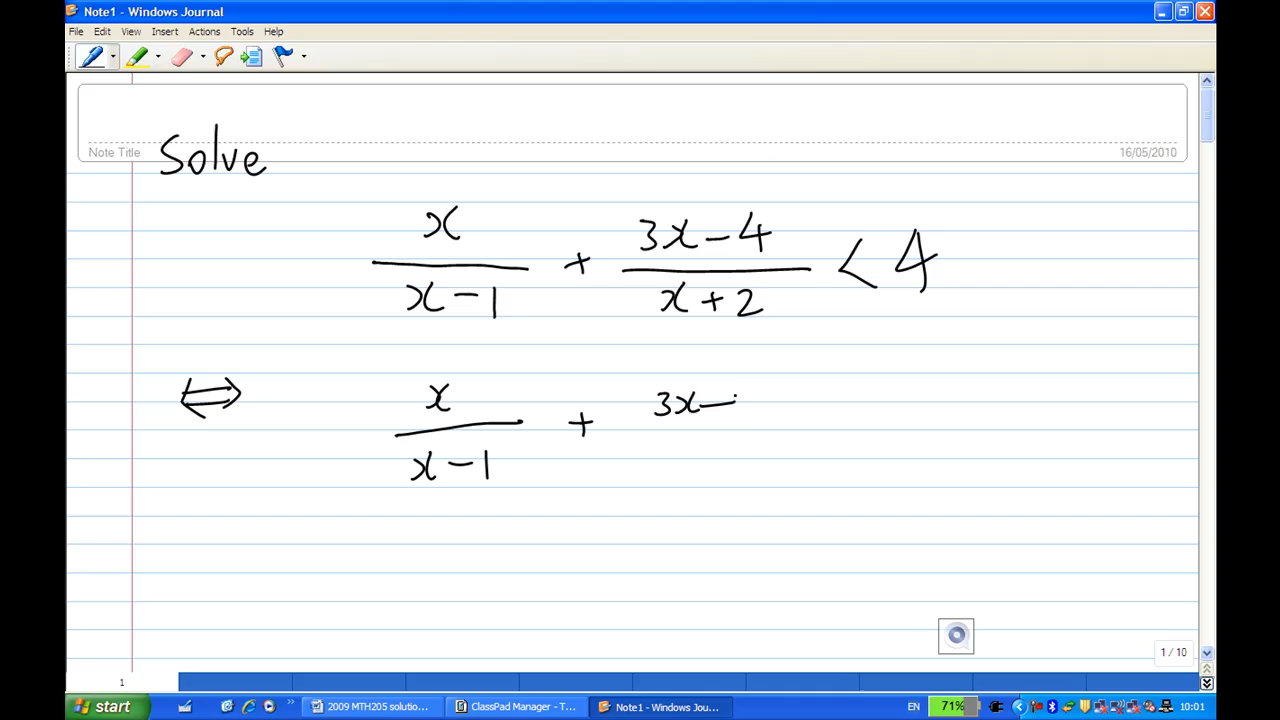 Note1 - Windows Journal
File Edit View Insert Actions Tools Help
Note Title
16/05/2010
Solve
x/(x-1) + (3x-4)/(x+2) < 4
⇔ x/(x-1) + 3x-
1 / 10
1
start
2009 MTH205 solutio...
ClassPad Manager - T...
Note1 - Windows Jou...
EN
71%
10:01